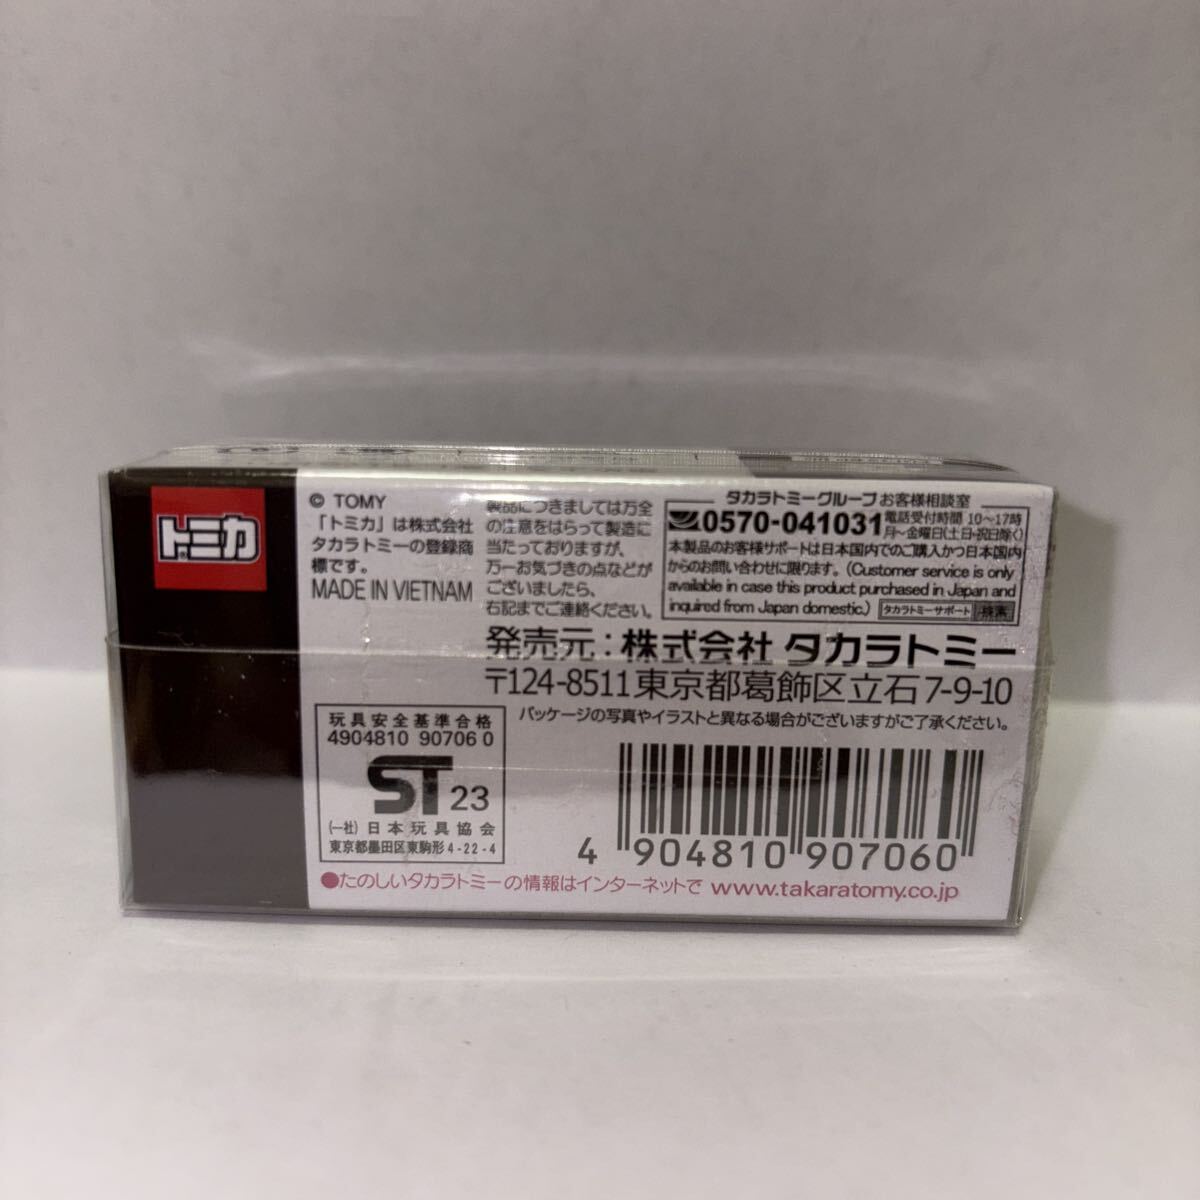 トミカ
© TOMY
「トミカ」は株式会社
タカラトミーの登録商
標です。
MADE IN VIETNAM
製品につきましては万全
の注意をはらって製造に
当たっておりますが、
万一お気づきの点などが
ございましたら、
右記までご連絡ください。
タカラトミーグループ お客様相談室
0570-041031 電話受付時間 10〜17時
月〜金曜日(土・日・祝日除く)
本製品のお客様サポートは日本国内でのご購入かつ日本国内
からのお問い合わせに限ります。(Customer service is only
available in case this product purchased in Japan and
inquired from Japan domestic.) タカラトミーサポート 検索
発売元：株式会社 タカラトミー
〒124-8511 東京都葛飾区立石 7-9-10
パッケージの写真やイラストと異なる場合がございますがご了承ください。
玩具安全基準合格
4904810 90706 0
ST 23
(一社) 日本玩具協会
東京都墨田区東駒形 4-22-4
4 904810 907060
●たのしいタカラトミーの情報はインターネットで www.takaratomy.co.jp